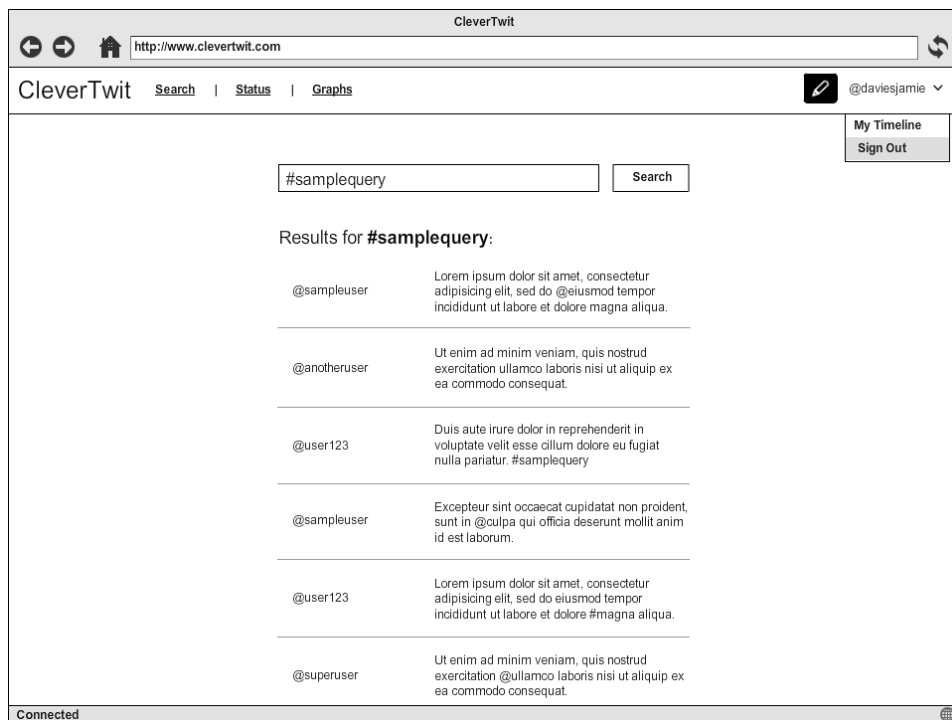 CleverTwit
http://www.clevertwit.com
CleverTwit Search | Status | Graphs @daviesjamie
My Timeline
Sign Out
#samplequery Search
Results for #samplequery:
@sampleuser
Lorem ipsum dolor sit amet, consectetur
adipisicing elit, sed do @eiusmod tempor
incididunt ut labore et dolore magna aliqua.
@anotheruser
Ut enim ad minim veniam, quis nostrud
exercitation ullamco laboris nisi ut aliquip ex
ea commodo consequat.
@user123
Duis aute irure dolor in reprehenderit in
voluptate velit esse cillum dolore eu fugiat
nulla pariatur. #samplequery
@sampleuser
Excepteur sint occaecat cupidatat non proident,
sunt in @culpa qui officia deserunt mollit anim
id est laborum.
@user123
Lorem ipsum dolor sit amet, consectetur
adipisicing elit, sed do eiusmod tempor
incididunt ut labore et dolore #magna aliqua.
@superuser
Ut enim ad minim veniam, quis nostrud
exercitation @ullamco laboris nisi ut aliquip ex
ea commodo consequat.
Connected